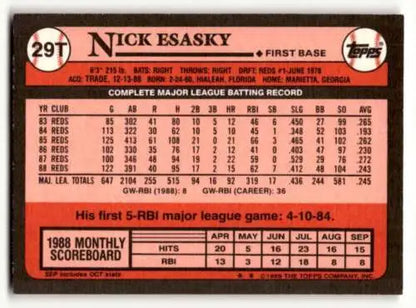 29T
NICK ESASKY
FIRST BASE
Topps
6'3" 215 lb. BATS: RIGHT THROWS: RIGHT DRFT: REDS #1-JUNE 1978
ACQ: TRADE, 12-13-88 BORN: 2-24-60, HIALEAH, FLORIDA HOME: MARIETTA, GEORGIA
COMPLETE MAJOR LEAGUE BATTING RECORD
YR CLUB G AB R H 2B 3B HR RBI SB SLG BB SO AVG
83 REDS 85 302 41 80 10 5 12 46 6 .450 27 99 .265
84 REDS 113 322 30 62 10 5 10 45 1 .348 52 103 .193
85 REDS 125 413 61 108 21 21 66 3 .465 41 102 .262
86 REDS 102 330 35 76 17 2 12 41 0 47 97 .230
87 REDS 100 346 48 94 19 2 22 59 0 29 76 .272
88 REDS 122 391 40 95 17 2 15 62 7 .412 48 104 .243
MAJ. LEA. TOTALS 647 2104 255 515 94 16 92 319 17 .436 244 581 .245
GW-RBI (1988): 8 GW-RBI (CAREER): 36
His first 5-RBI major league game: 4-10-84.
1988 MONTHLY SCOREBOARD
APR MAY JUN JUL AUG SEP
HITS 20 5 16 23 16 15
RBI 13 5 12 12 12 8
SEP includes OCT stats
© 1989 THE TOPPS COMPANY, INC.